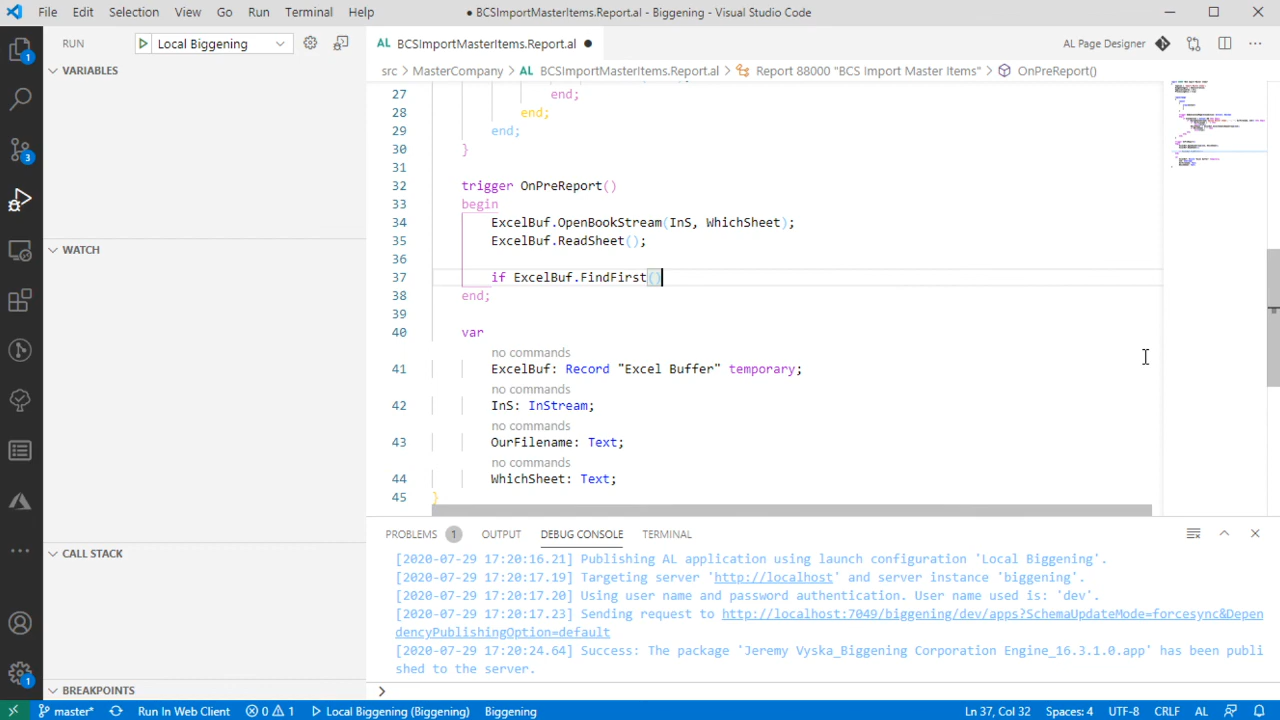 File Edit Selection View Go Run Terminal Help
● BCSImportMasterItems.Report.al - Biggening - Visual Studio Code
RUN Local Biggening
VARIABLES
WATCH
CALL STACK
BREAKPOINTS
1
3
1
AL BCSImportMasterItems.Report.al ●
AL Page Designer
src > MasterCompany > AL BCSImportMasterItems.Report.al > Report 88000 "BCS Import Master Items" > OnPreReport()
27 end;
28 end;
29 end;
30 }
31
32 trigger OnPreReport()
33 begin
34 ExcelBuf.OpenBookStream(InS, WhichSheet);
35 ExcelBuf.ReadSheet();
36
37 if ExcelBuf.FindFirst()
38 end;
39
40 var
no commands
41 ExcelBuf: Record "Excel Buffer" temporary;
no commands
42 InS: InStream;
no commands
43 OurFilename: Text;
no commands
44 WhichSheet: Text;
45 }
PROBLEMS 1 OUTPUT DEBUG CONSOLE TERMINAL
[2020-07-29 17:20:16.21] Publishing AL application using launch configuration 'Local Biggening'.
[2020-07-29 17:20:17.19] Targeting server 'http://localhost' and server instance 'biggening'.
[2020-07-29 17:20:17.19] Using user name and password authentication. User name used is: 'dev'.
[2020-07-29 17:20:17.23] Sending request to http://localhost:7049/biggening/dev/apps?SchemaUpdateMode=forcesync&Depen
dencyPublishingOption=default
[2020-07-29 17:20:24.64] Success: The package 'Jeremy Vyska_Biggening Corporation Engine_16.3.1.0.app' has been publi
shed to the server.
>
master* Run In Web Client 0 1 Local Biggening (Biggening) Biggening Ln 37, Col 32 Spaces: 4 UTF-8 CRLF AL